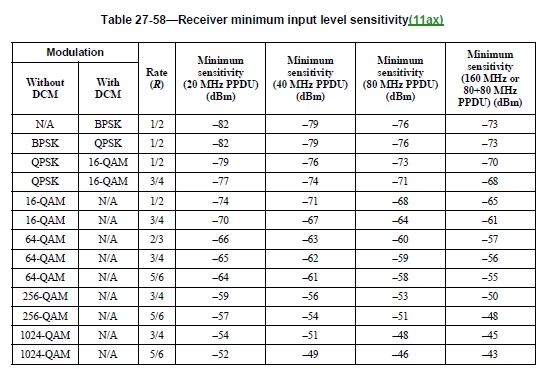 Table 27-58—Receiver minimum input level sensitivity(11ax)
Modulation
Without DCM
With DCM
Rate (R)
Minimum sensitivity (20 MHz PPDU) (dBm)
Minimum sensitivity (40 MHz PPDU) (dBm)
Minimum sensitivity (80 MHz PPDU) (dBm)
Minimum sensitivity (160 MHz or 80+80 MHz PPDU) (dBm)
N/A BPSK 1/2 –82 –79 –76 –73
BPSK QPSK 1/2 –82 –79 –76 –73
QPSK 16-QAM 1/2 –79 –76 –73 –70
QPSK 16-QAM 3/4 –77 –74 –71 –68
16-QAM N/A 1/2 –74 –71 –68 –65
16-QAM N/A 3/4 –70 –67 –64 –61
64-QAM N/A 2/3 –66 –63 –60 –57
64-QAM N/A 3/4 –65 –62 –59 –56
64-QAM N/A 5/6 –64 –61 –58 –55
256-QAM N/A 3/4 –59 –56 –53 –50
256-QAM N/A 5/6 –57 –54 –51 –48
1024-QAM N/A 3/4 –54 –51 –48 –45
1024-QAM N/A 5/6 –52 –49 –46 –43